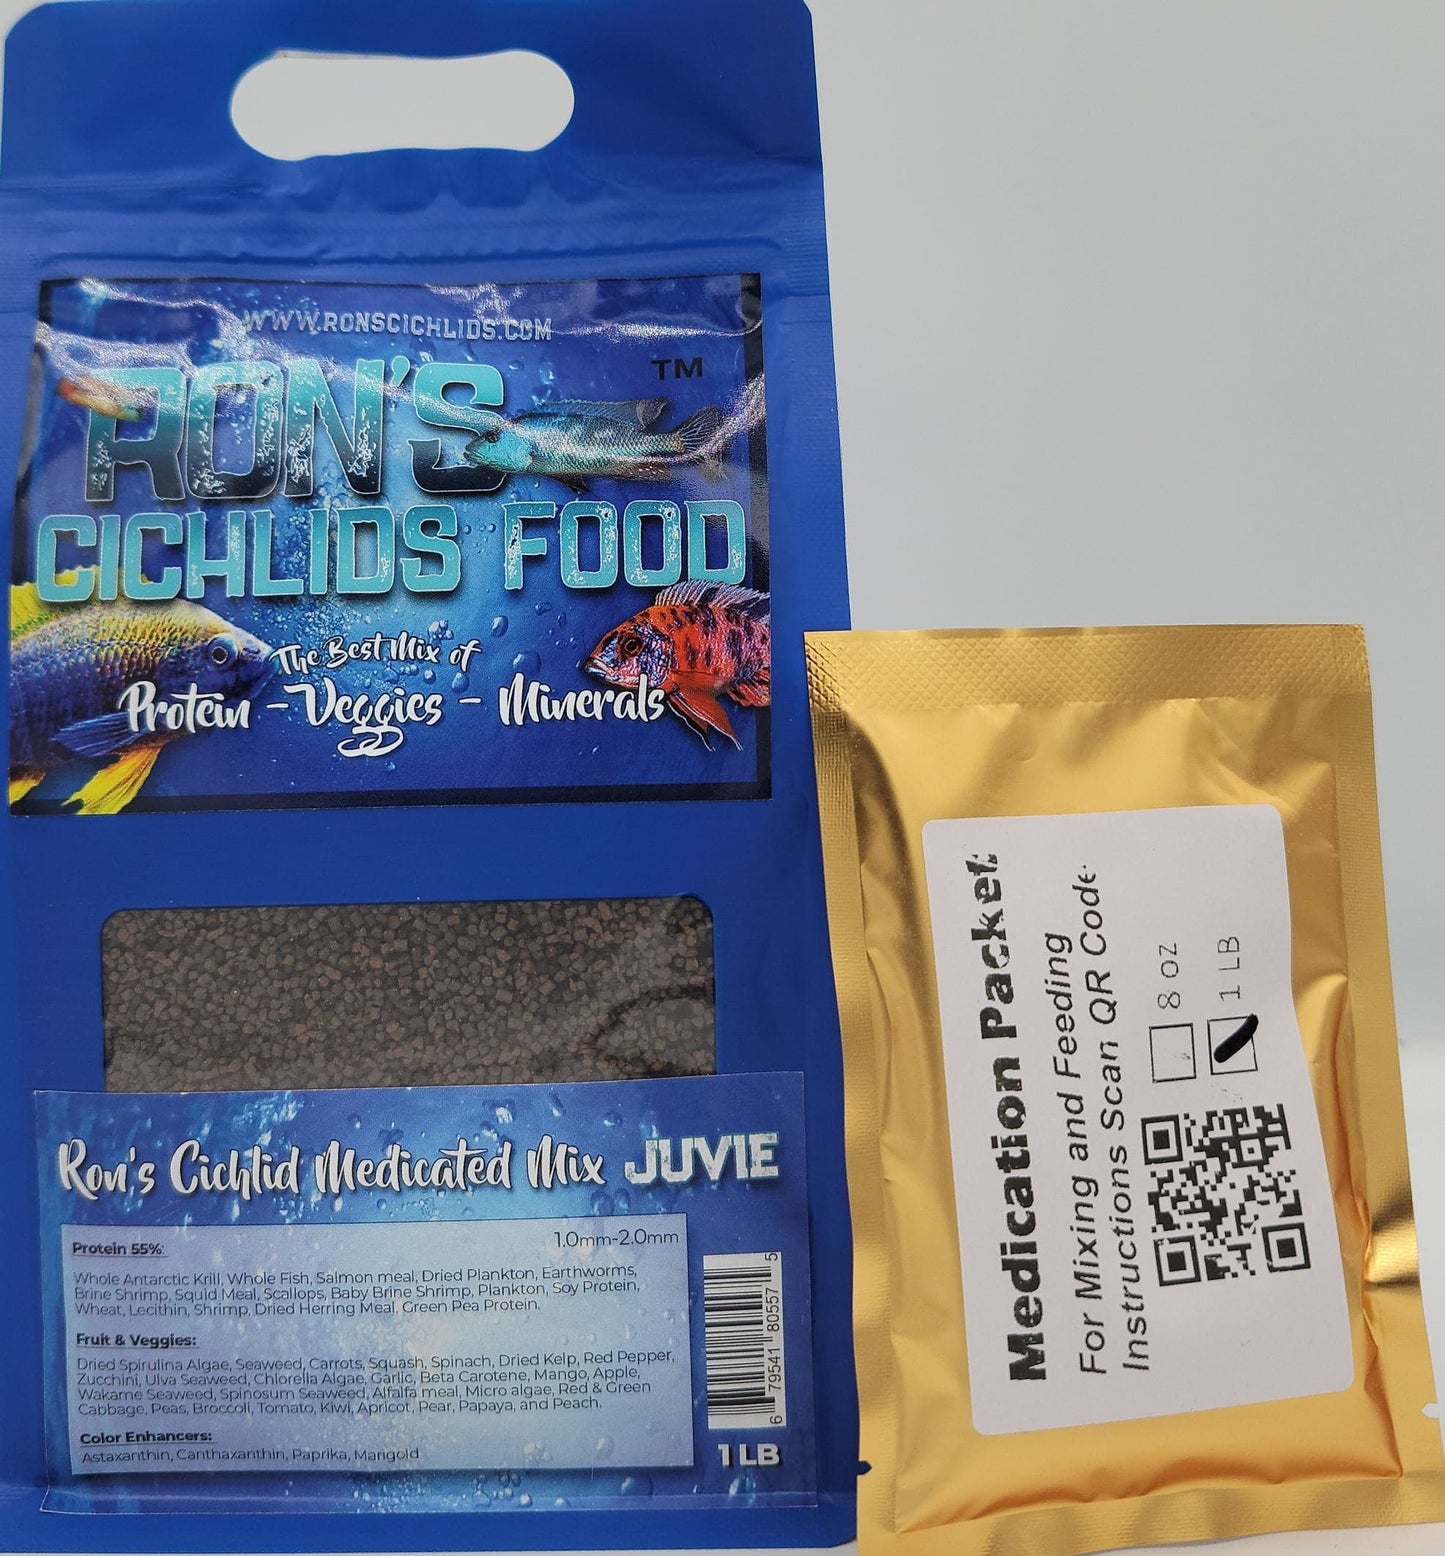 WWW.RONSCICHLIDS.COM
TM
RON'S
CICHLIDS FOOD
The Best Mix of
Protein - Veggies - Minerals
Ron's Cichlid Medicated Mix JUVIE
1.0mm-2.0mm
Protein 55%:
Whole Antarctic Krill, Whole Fish, Salmon meal, Dried Plankton, Earthworms,
Brine Shrimp, Squid Meal, Scallops, Baby Brine Shrimp, Plankton, Soy Protein,
Wheat, Lecithin, Shrimp, Dried Herring Meal, Green Pea Protein.
Fruit & Veggies:
Dried Spirulina Algae, Seaweed, Carrots, Squash, Spinach, Dried Kelp, Red Pepper,
Zucchini, Ulva Seaweed, Chlorella Algae, Garlic, Beta Carotene, Mango, Apple,
Wakame Seaweed, Spinosum Seaweed, Alfalfa meal, Micro algae, Red & Green
Cabbage, Peas, Broccoli, Tomato, Kiwi, Apricot, Pear, Papaya, and Peach.
Color Enhancers:
Astaxanthin, Canthaxanthin, Paprika, Marigold
6 79541 80557 5
1 LB
Medication Packet:
For Mixing and Feeding
Instructions Scan QR Code
8 oz
1 LB